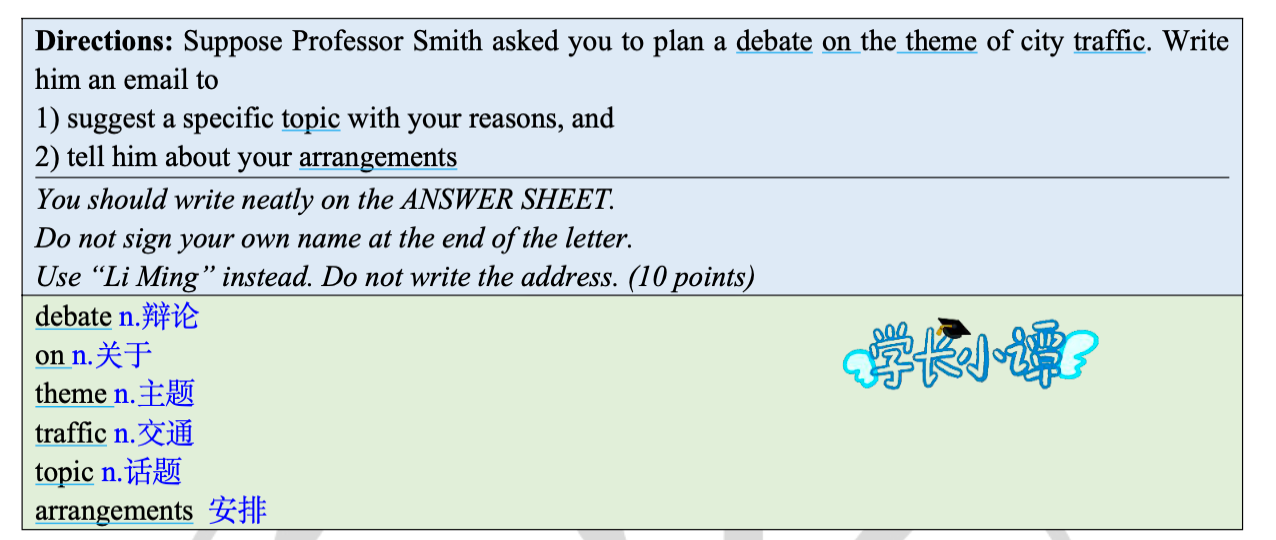 Directions: Suppose Professor Smith asked you to plan a debate on the theme of city traffic. Write
him an email to
1) suggest a specific topic with your reasons, and
2) tell him about your arrangements
You should write neatly on the ANSWER SHEET.
Do not sign your own name at the end of the letter.
Use “Li Ming” instead. Do not write the address. (10 points)
debate n.辩论
on n.关于
theme n.主题
traffic n.交通
topic n.话题
arrangements 安排
学长小谭